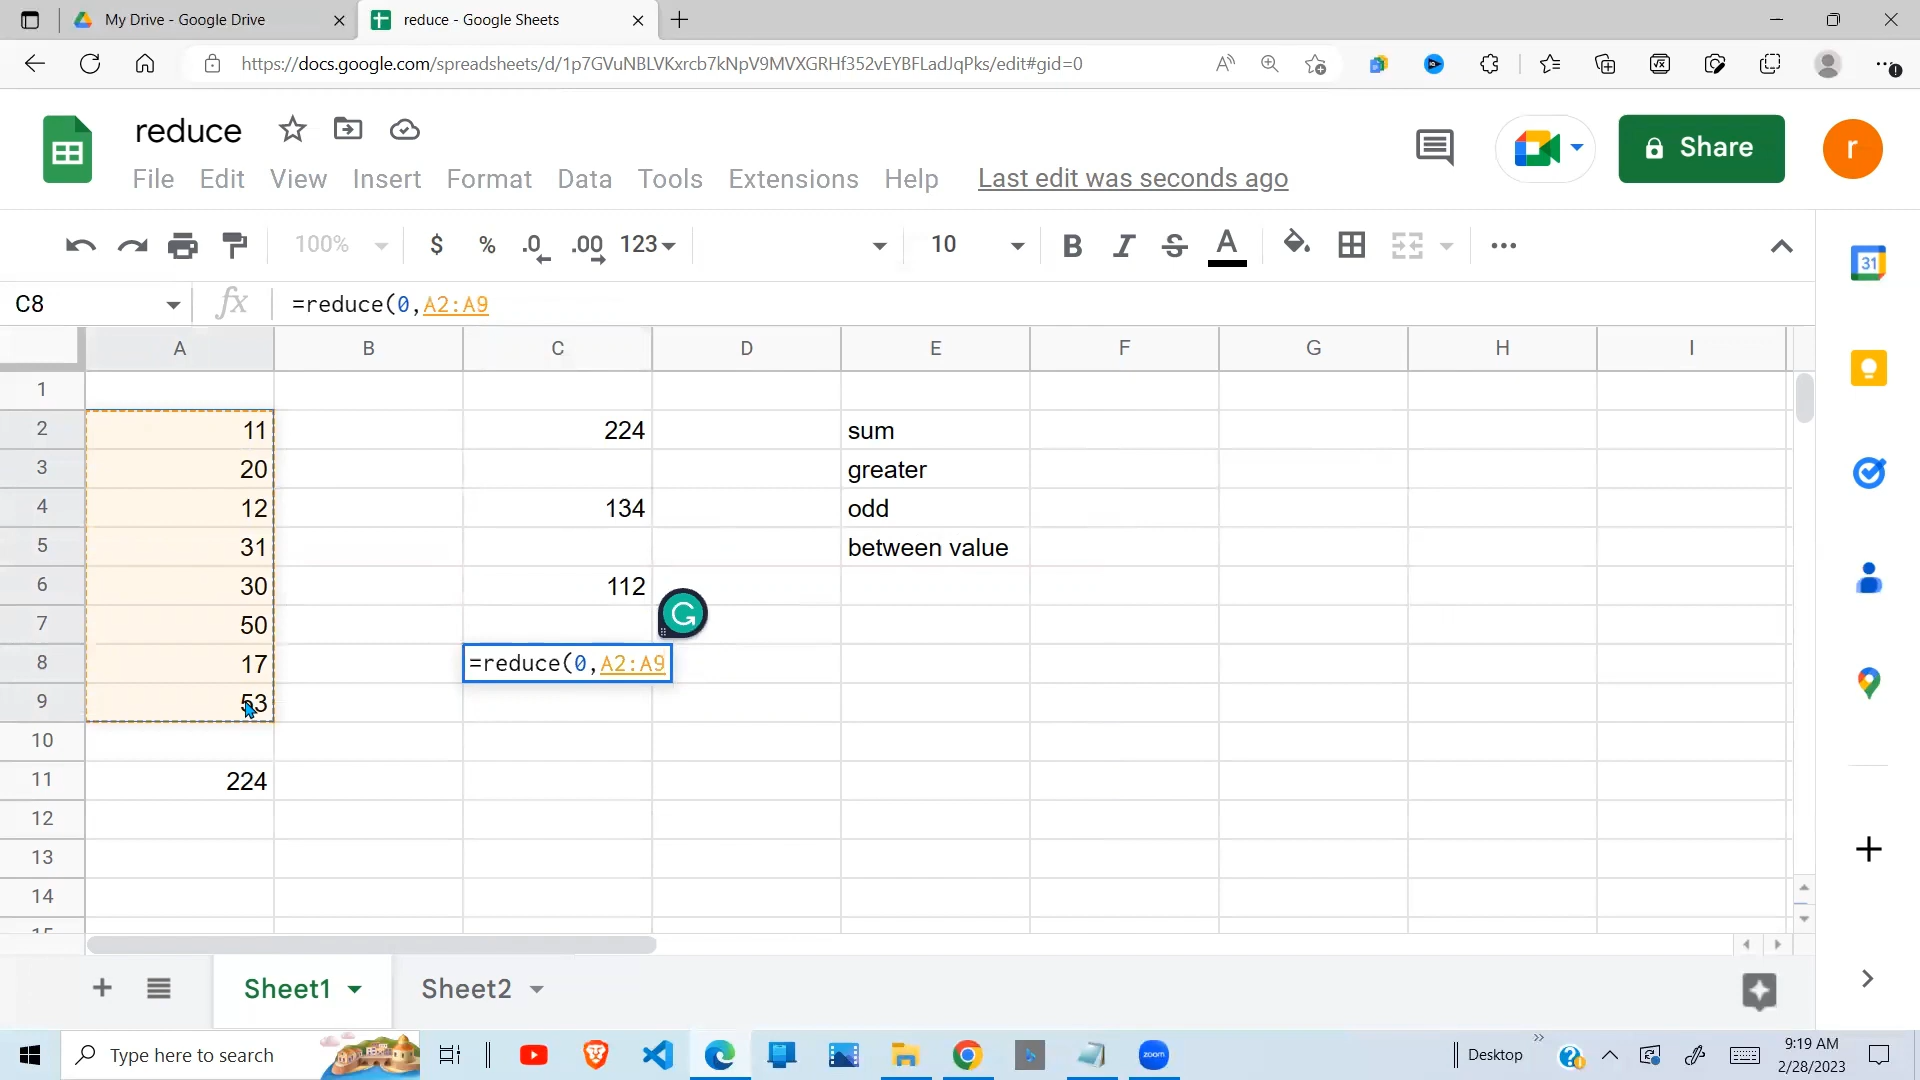 My Drive - Google Drive
reduce - Google Sheets
https://docs.google.com/spreadsheets/d/1p7GVuNBLVKxrcb7kNpV9MVXGRHf352vEYBFLadJqPks/edit#gid=0
reduce
Share
r
File Edit View Insert Format Data Tools Extensions Help Last edit was seconds ago
100% $ % .0 .00 123 10 B I S A
31
C8 fx =reduce(0,A2:A9
A B C D E F G H I
1
2 11 224 sum
3 20 greater
4 12 134 odd
5 31 between value
6 30 112
7 50
8 17 =reduce(0,A2:A9
9 53
10
11 224
12
13
14
15
Sheet1 Sheet2
Type here to search
zoom
Desktop
9:19 AM
2/28/2023